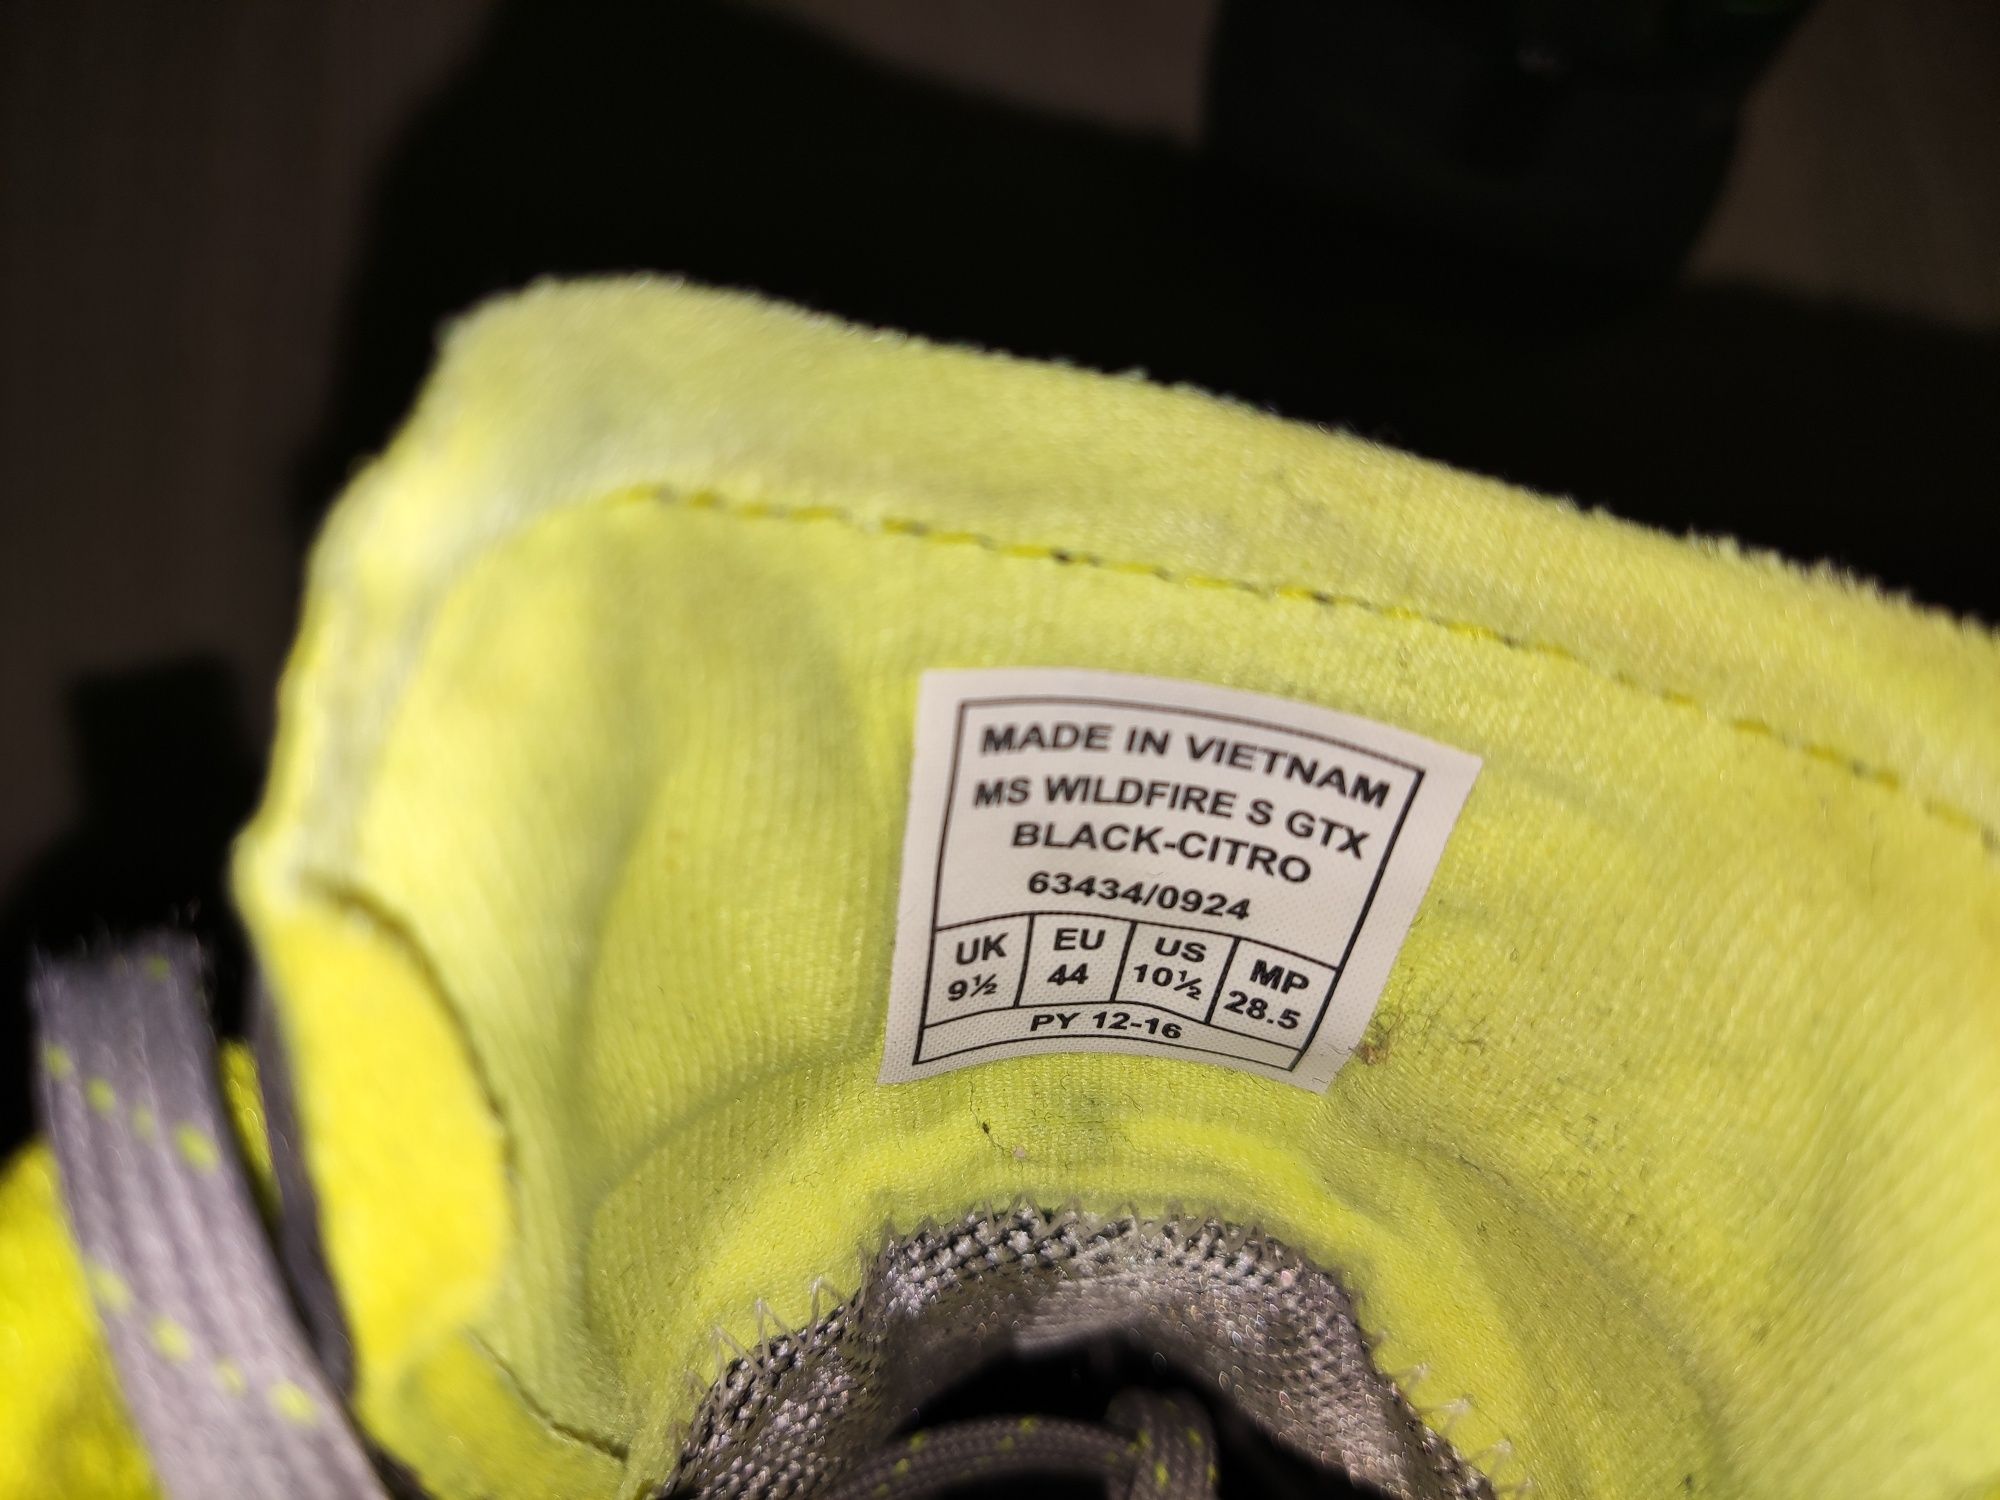 MADE IN VIETNAM
MS WILDFIRE S GTX
BLACK-CITRO
63434/0924
UK EU US MP
9½ 44 10½ 28.5
PY 12-16